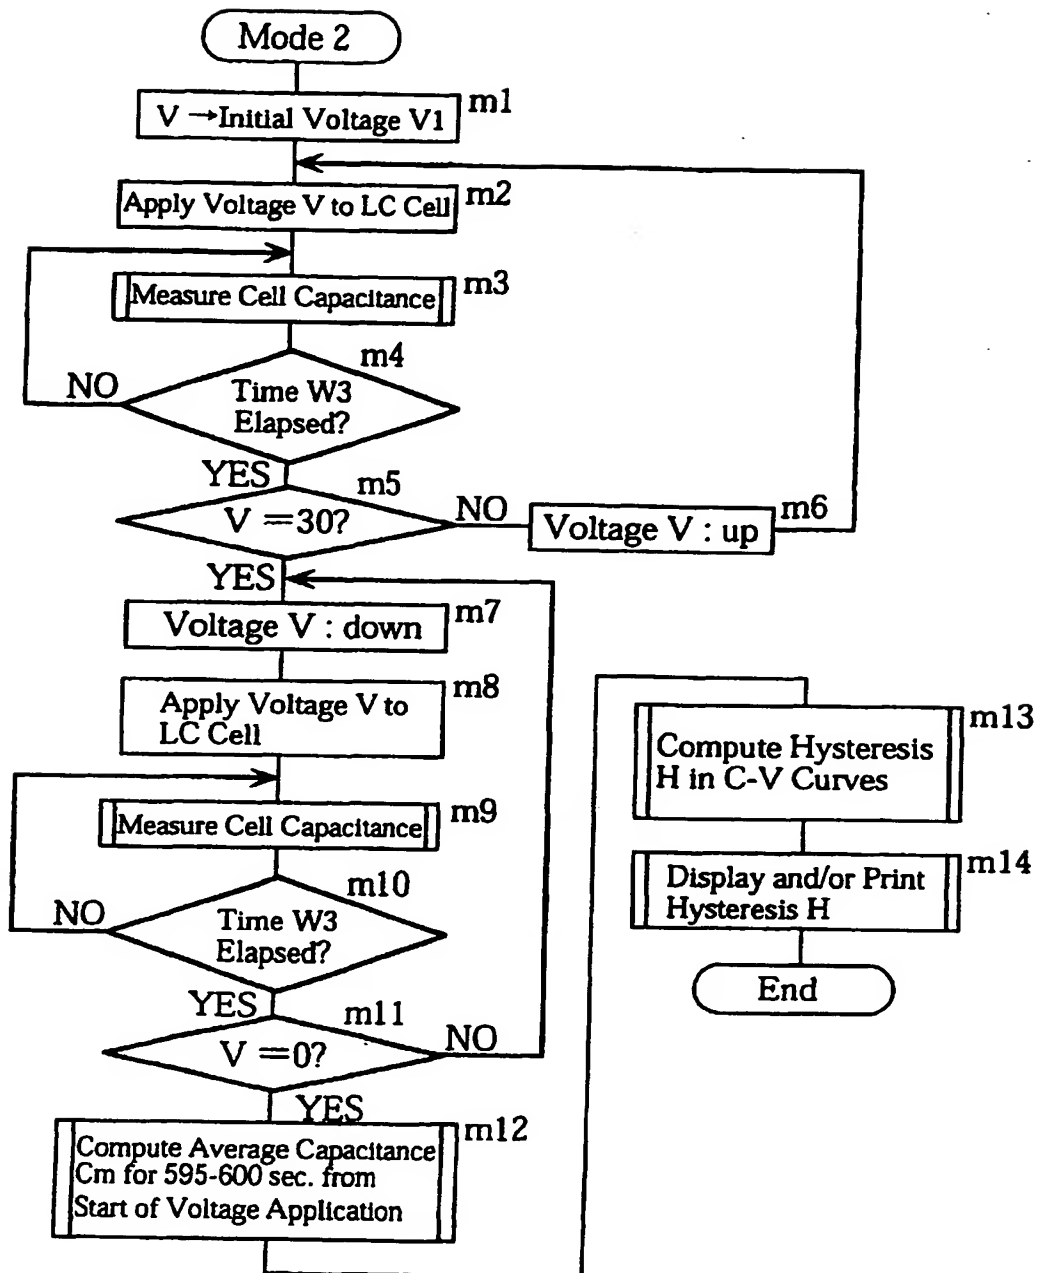 Mode 2
V →Initial Voltage V1
m1
Apply Voltage V to LC Cell
m2
Measure Cell Capacitance
m3
m4
NO
Time W3
Elapsed?
YES
m5
V =30?
NO
Voltage V : up
m6
YES
Voltage V : down
m7
Apply Voltage V to
LC Cell
m8
Measure Cell Capacitance
m9
m10
NO
Time W3
Elapsed?
YES
m11
V =0?
NO
YES
Compute Average Capacitance
Cm for 595-600 sec. from
Start of Voltage Application
m12
Compute Hysteresis
H in C-V Curves
m13
Display and/or Print
Hysteresis H
m14
End